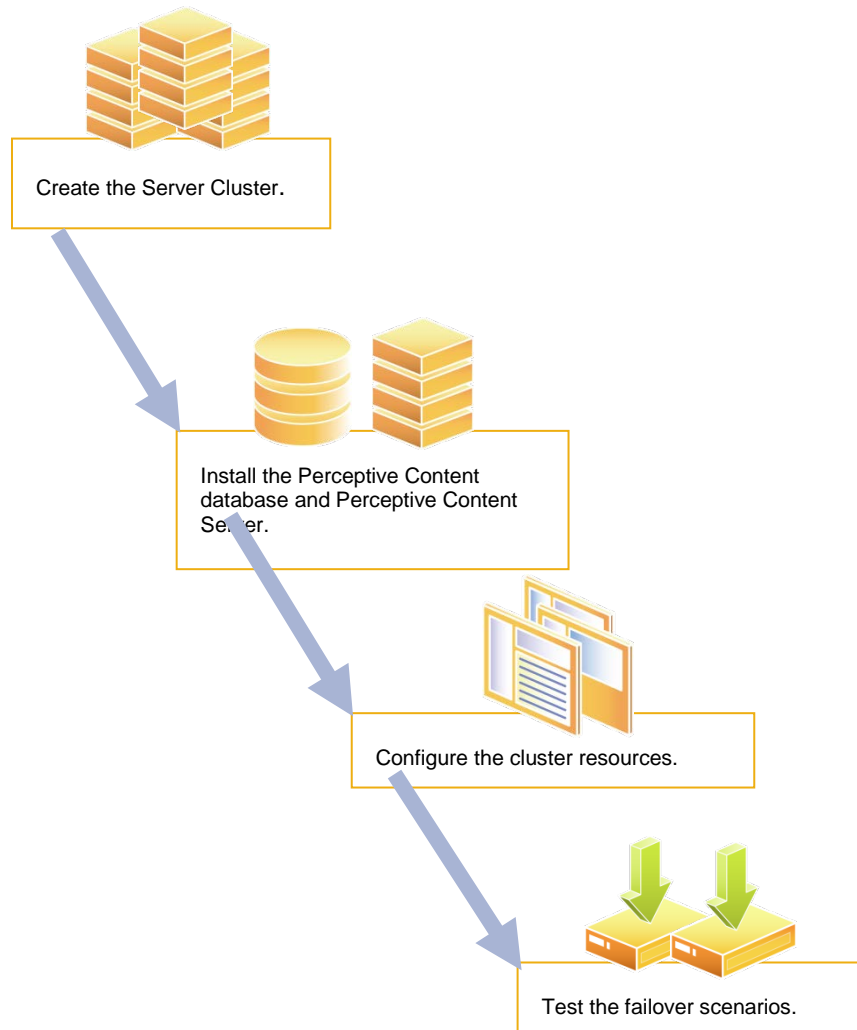 Create the Server Cluster.
Install the Perceptive Content
database and Perceptive Content
Server.
Configure the cluster resources.
Test the failover scenarios.